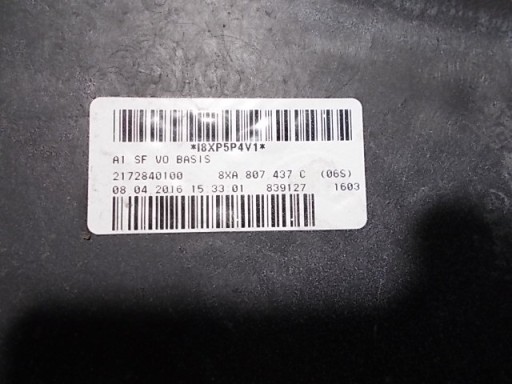 *I8XP5P4V1*
A1 SF VO BASIS
2172840100 8XA 807 437 C (06S)
08 04 2016 15.33.01 839127 1603